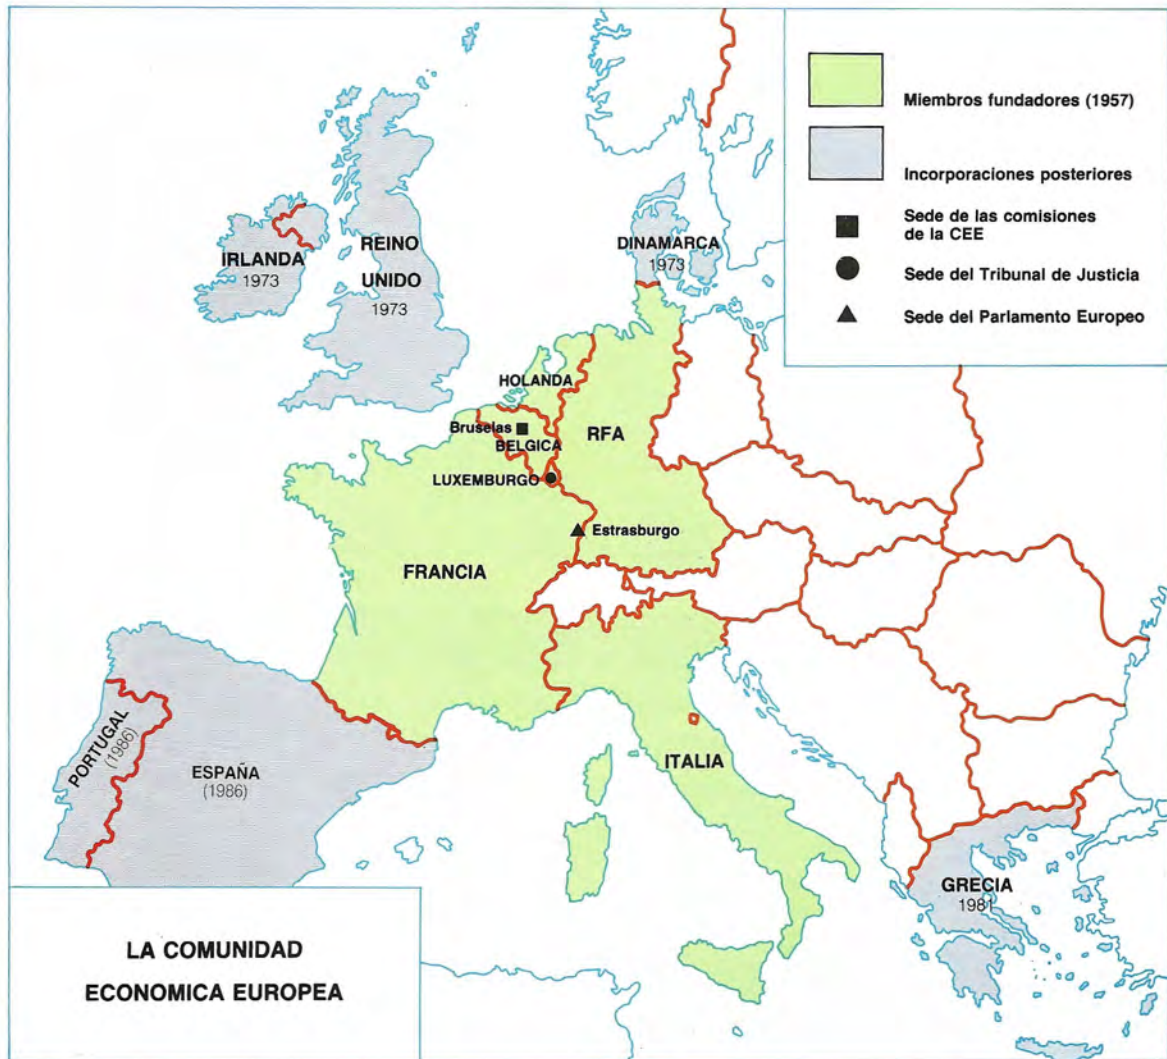 Miembros fundadores (1957)
Incorporaciones posteriores
Sede de las comisiones
de la CEE
Sede del Tribunal de Justicia
Sede del Parlamento Europeo
IRLANDA
1973
REINO
UNIDO
1973
DINAMARCA
1973
HOLANDA
Bruselas
BELGICA
LUXEMBURGO
RFA
Estrasburgo
FRANCIA
PORTUGAL
(1986)
ESPAÑA
(1986)
ITALIA
GRECIA
1981
LA COMUNIDAD
ECONOMICA EUROPEA